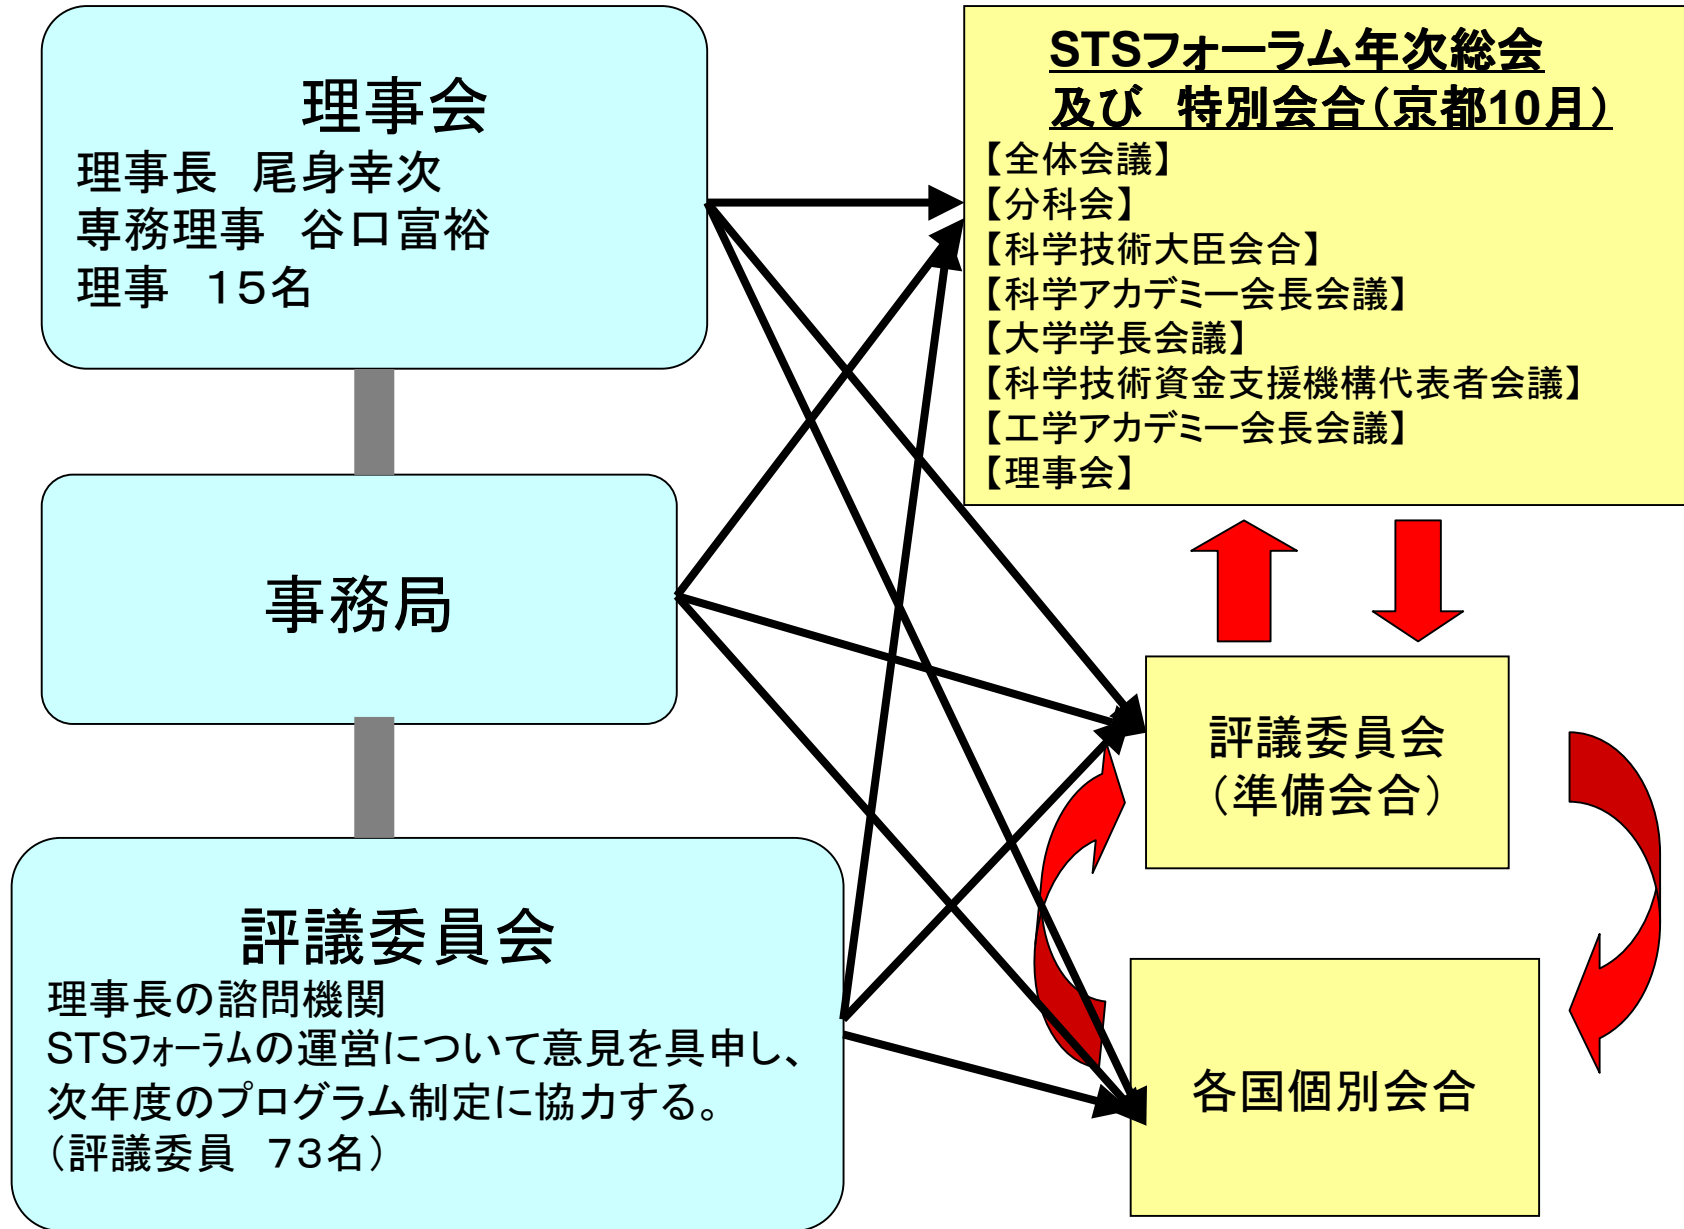 理事会
理事長　尾身幸次
専務理事　谷口富裕
理事　１５名
事務局
評議委員会
理事長の諮問機関
STSフォーラムの運営について意見を具申し、
次年度のプログラム制定に協力する。
（評議委員　７３名）
STSフォーラム年次総会
及び　特別会合（京都10月）
【全体会議】
【分科会】
【科学技術大臣会合】
【科学アカデミー会長会議】
【大学学長会議】
【科学技術資金支援機構代表者会議】
【工学アカデミー会長会議】
【理事会】
評議委員会
（準備会合）
各国個別会合